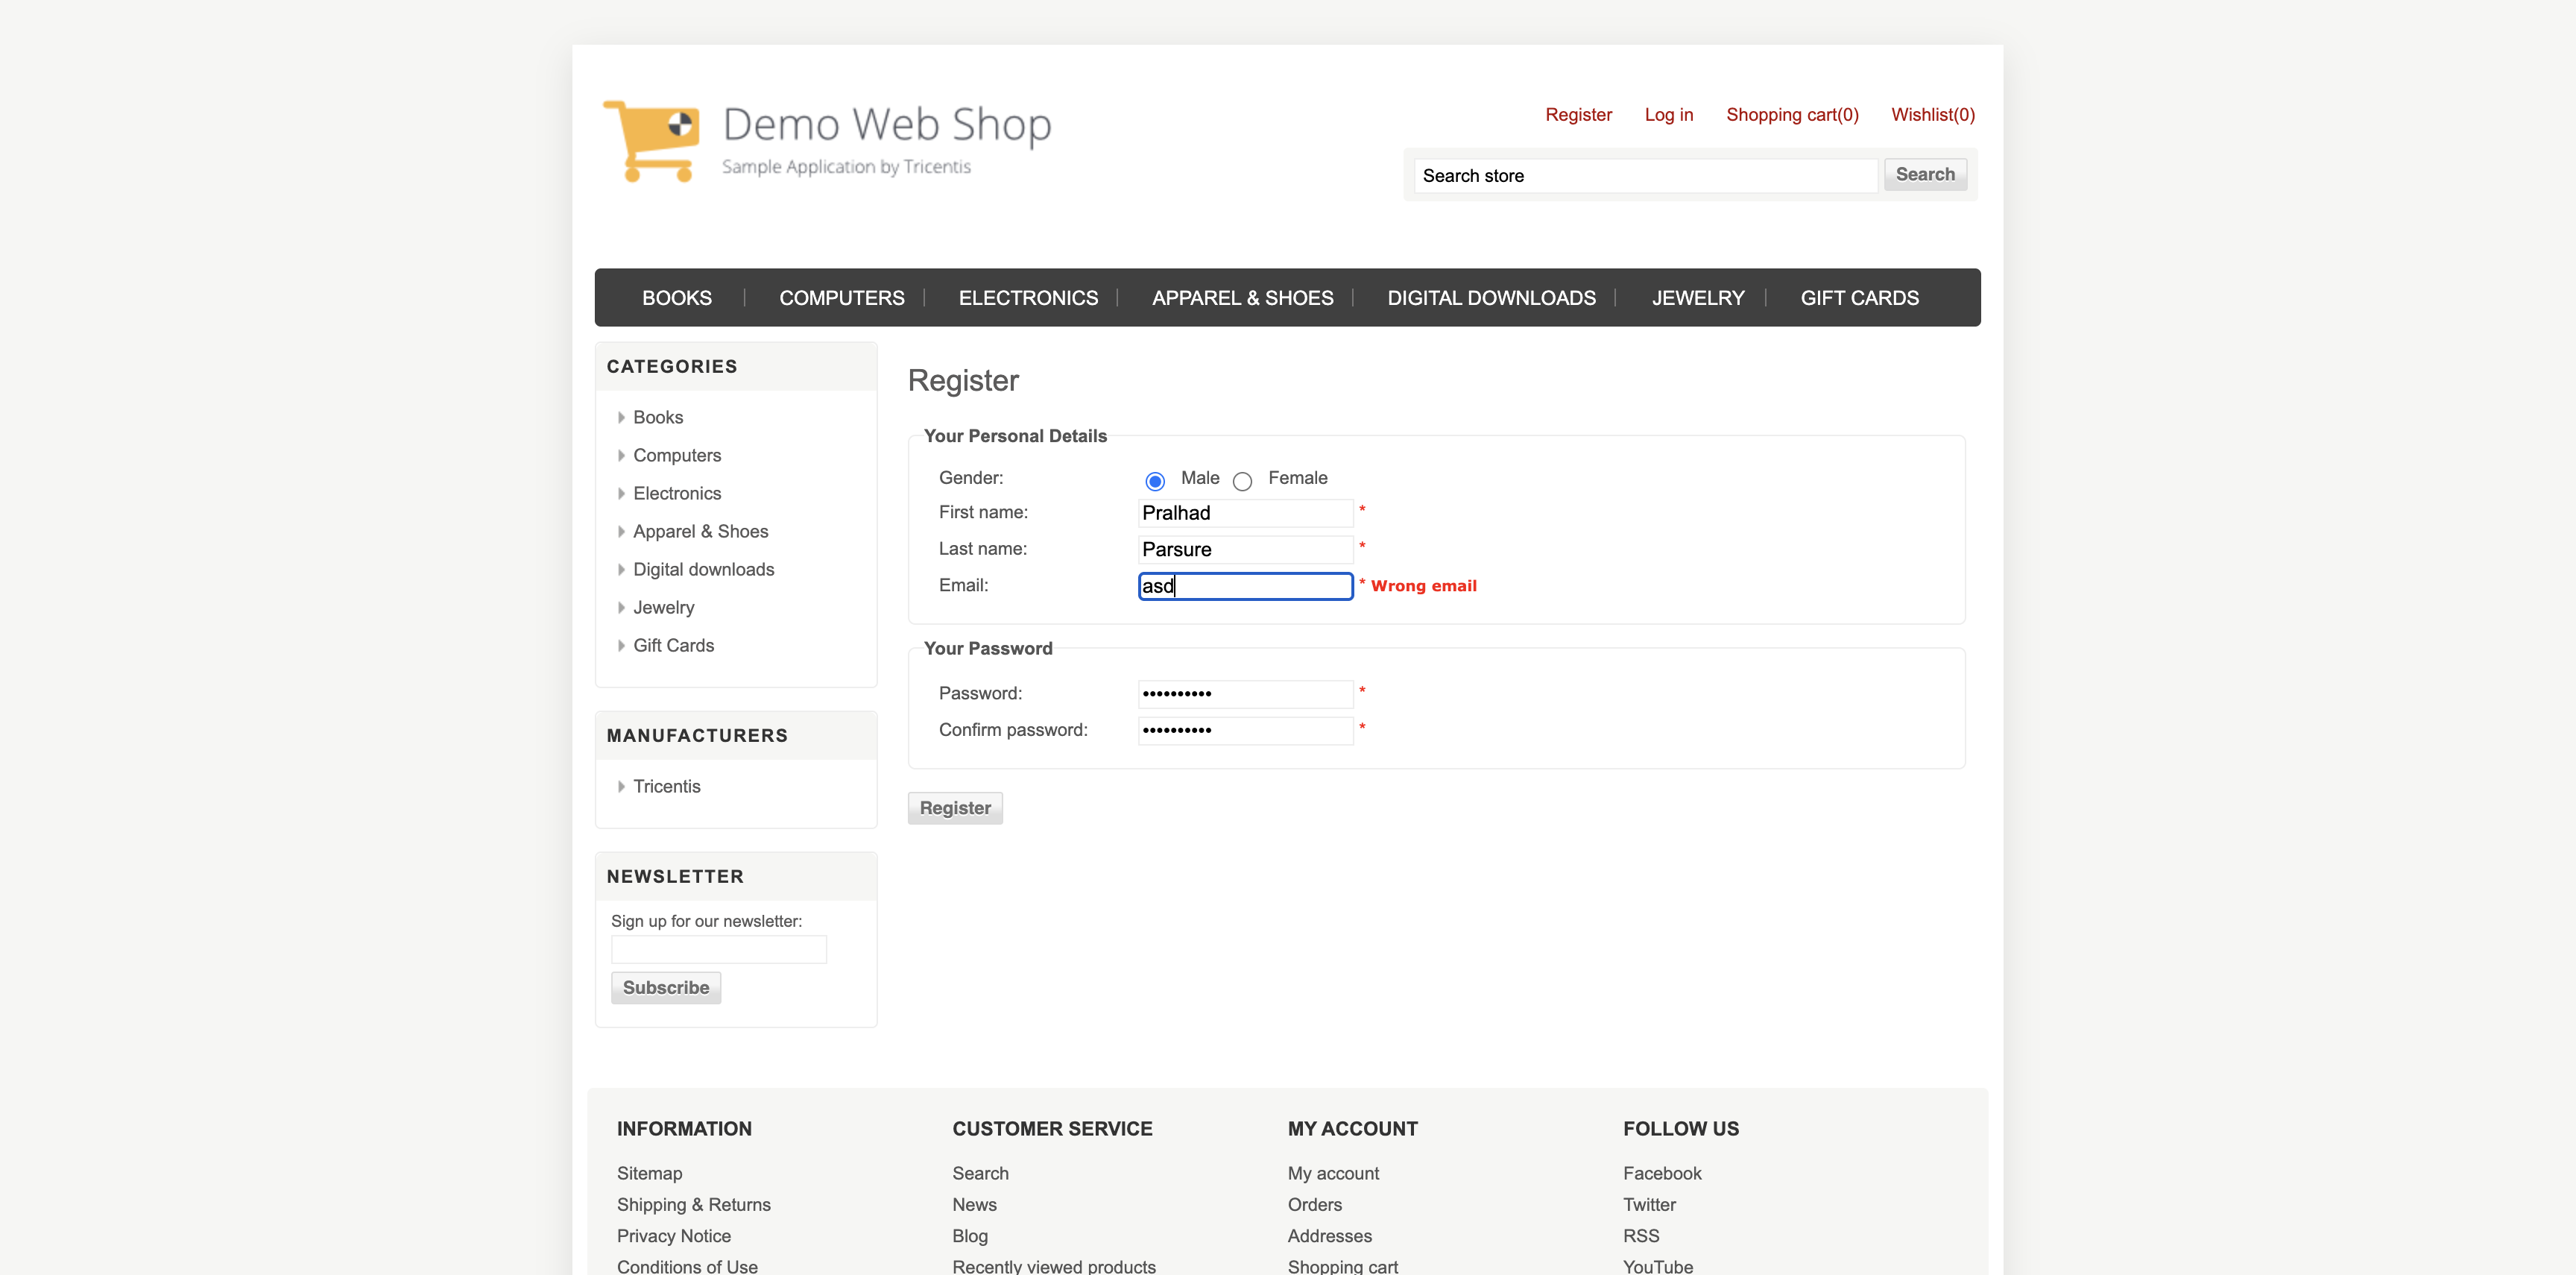 Demo Web Shop
Sample Application by Tricentis
Register Log in Shopping cart(0) Wishlist(0)
Search store Search
BOOKS COMPUTERS ELECTRONICS APPAREL & SHOES DIGITAL DOWNLOADS JEWELRY GIFT CARDS
CATEGORIES
Books
Computers
Electronics
Apparel & Shoes
Digital downloads
Jewelry
Gift Cards
MANUFACTURERS
Tricentis
NEWSLETTER
Sign up for our newsletter:
Subscribe
Register
Your Personal Details
Gender: Male Female
First name: Pralhad *
Last name: Parsure *
Email: asd * Wrong email
Your Password
Password: •••••••••• *
Confirm password: •••••••••• *
Register
INFORMATION
Sitemap
Shipping & Returns
Privacy Notice
Conditions of Use
CUSTOMER SERVICE
Search
News
Blog
Recently viewed products
MY ACCOUNT
My account
Orders
Addresses
Shopping cart
FOLLOW US
Facebook
Twitter
RSS
YouTube